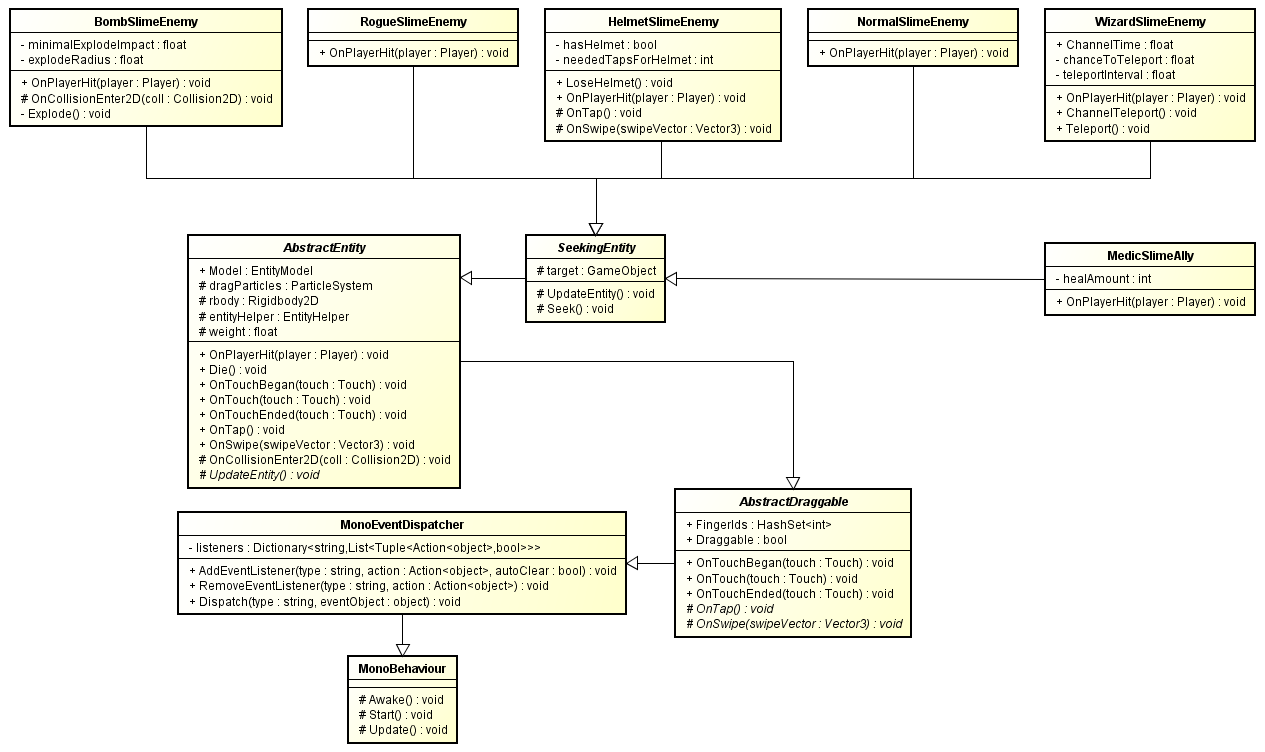 BombSlimeEnemy
- minimalExplodeImpact : float
- explodeRadius : float
+ OnPlayerHit(player : Player) : void
# OnCollisionEnter2D(coll : Collision2D) : void
- Explode() : void
RogueSlimeEnemy
+ OnPlayerHit(player : Player) : void
HelmetSlimeEnemy
- hasHelmet : bool
- neededTapsForHelmet : int
+ LoseHelmet() : void
+ OnPlayerHit(player : Player) : void
# OnTap() : void
# OnSwipe(swipeVector : Vector3) : void
NormalSlimeEnemy
+ OnPlayerHit(player : Player) : void
WizardSlimeEnemy
+ ChannelTime : float
- chanceToTeleport : float
- teleportInterval : float
+ OnPlayerHit(player : Player) : void
+ ChannelTeleport() : void
+ Teleport() : void
AbstractEntity
+ Model : EntityModel
# dragParticles : ParticleSystem
# rbody : Rigidbody2D
# entityHelper : EntityHelper
# weight : float
+ OnPlayerHit(player : Player) : void
+ Die() : void
+ OnTouchBegan(touch : Touch) : void
+ OnTouch(touch : Touch) : void
+ OnTouchEnded(touch : Touch) : void
+ OnTap() : void
+ OnSwipe(swipeVector : Vector3) : void
# OnCollisionEnter2D(coll : Collision2D) : void
# UpdateEntity() : void
SeekingEntity
# target : GameObject
# UpdateEntity() : void
# Seek() : void
MedicSlimeAlly
- healAmount : int
+ OnPlayerHit(player : Player) : void
AbstractDraggable
+ FingerIds : HashSet<int>
+ Draggable : bool
+ OnTouchBegan(touch : Touch) : void
+ OnTouch(touch : Touch) : void
+ OnTouchEnded(touch : Touch) : void
# OnTap() : void
# OnSwipe(swipeVector : Vector3) : void
MonoEventDispatcher
- listeners : Dictionary<string,List<Tuple<Action<object>,bool>>>
+ AddEventListener(type : string, action : Action<object>, autoClear : bool) : void
+ RemoveEventListener(type : string, action : Action<object>) : void
+ Dispatch(type : string, eventObject : object) : void
MonoBehaviour
# Awake() : void
# Start() : void
# Update() : void